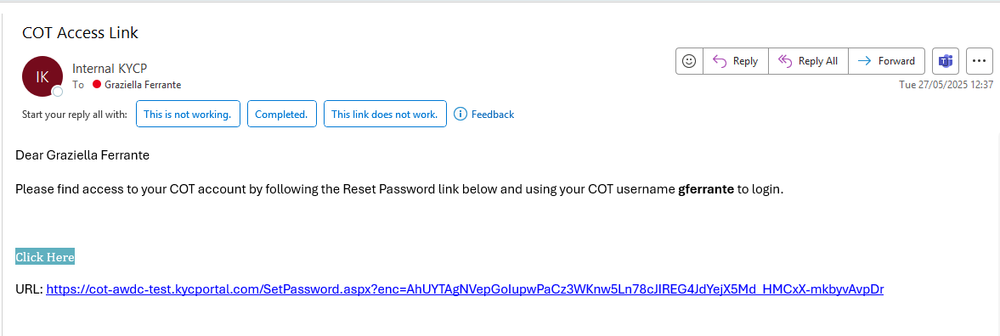 COT Access Link
IK
Internal KYCP
To Graziella Ferrante
Reply
Reply All
Forward
Tue 27/05/2025 12:37
Start your reply all with:
This is not working.
Completed.
This link does not work.
Feedback
Dear Graziella Ferrante
Please find access to your COT account by following the Reset Password link below and using your COT username gferrante to login.
Click Here
URL: https://cot-awdc-test.kycportal.com/SetPassword.aspx?enc=AhUYTAgNVepGoIupwPaCz3WKnw5Ln78cJIREG4JdYejX5Md_HMCxX-mkbyvAvpDr